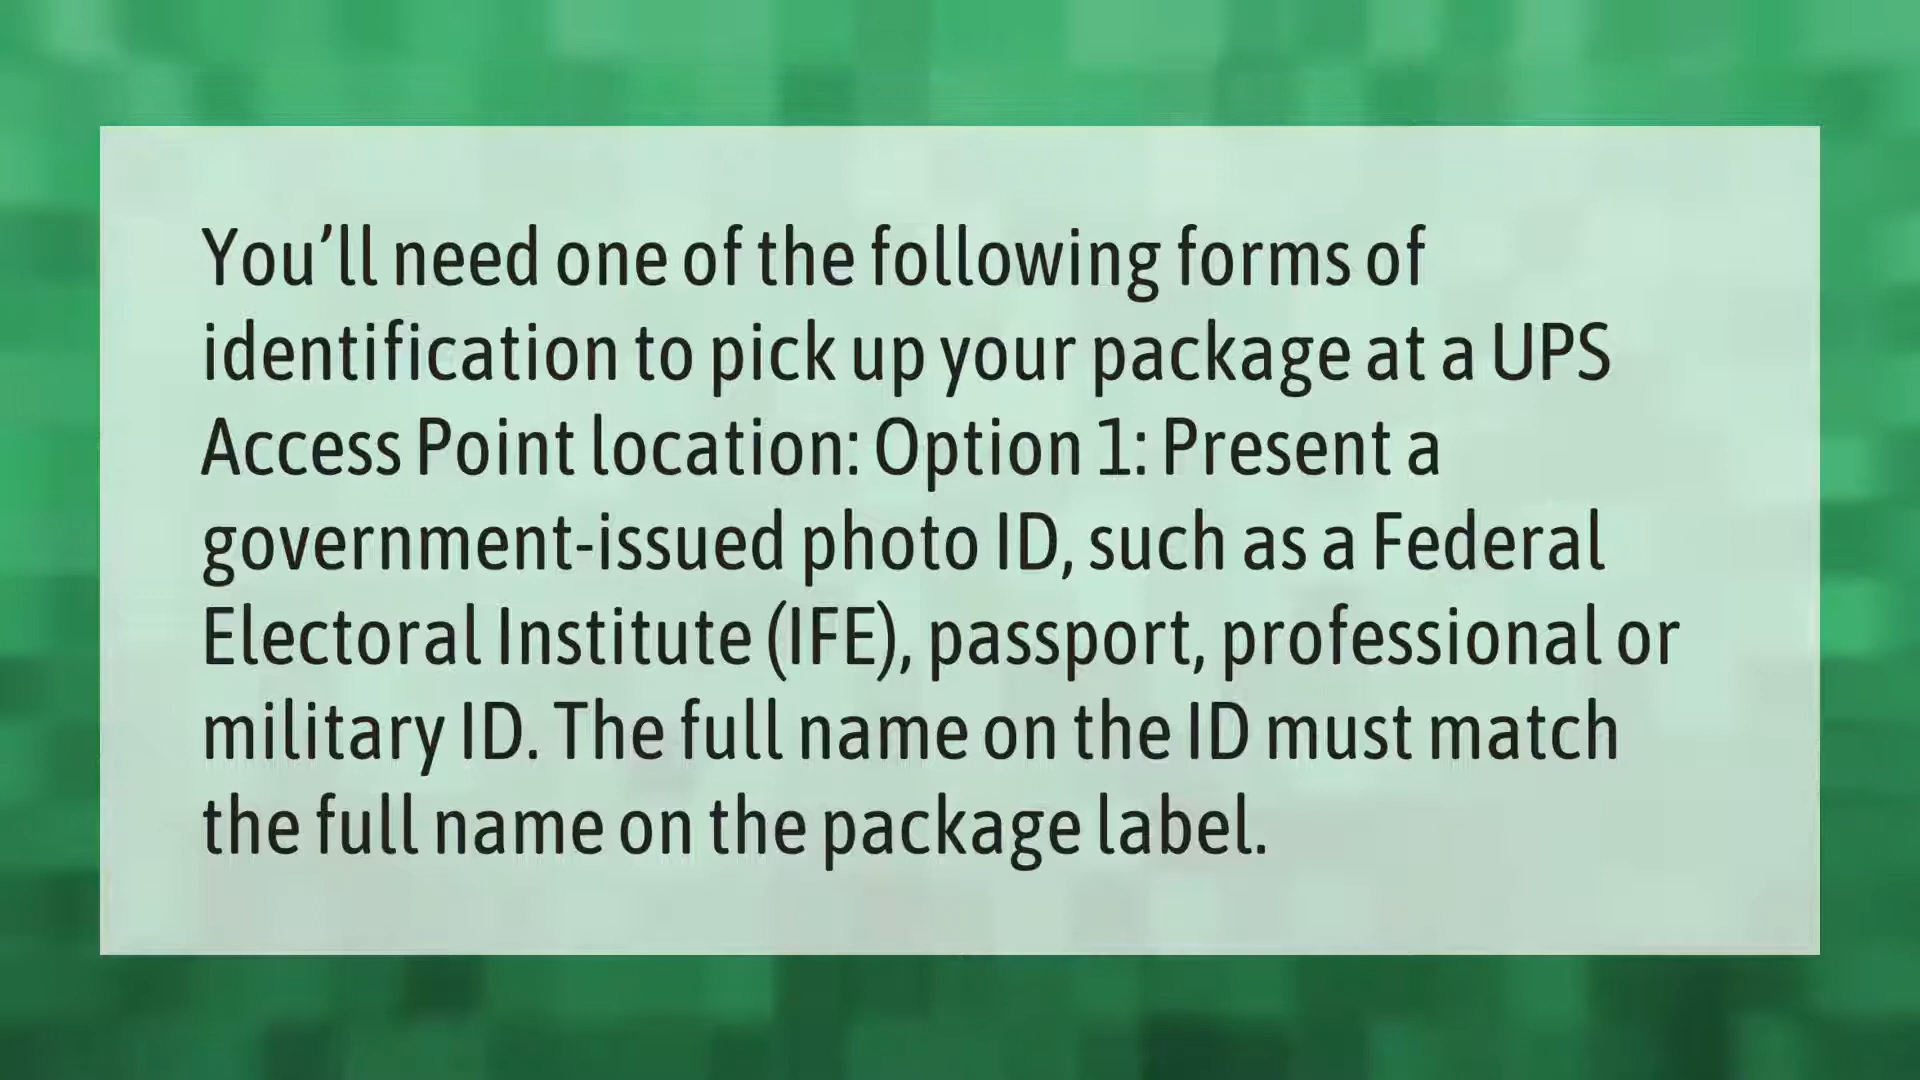 You’ll need one of the following forms of
identification to pick up your package at a UPS
Access Point location: Option 1: Present a
government-issued photo ID, such as a Federal
Electoral Institute (IFE), passport, professional or
military ID. The full name on the ID must match
the full name on the package label.